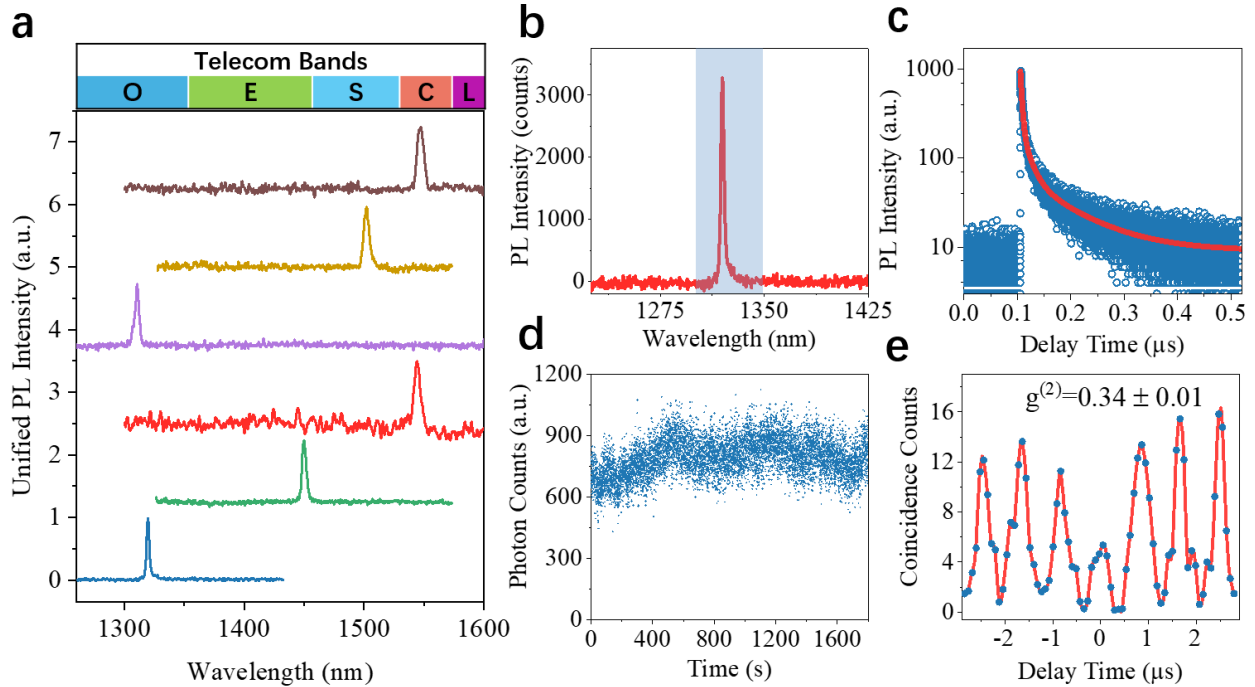 a
Telecom Bands
O E S C L
7
6
5
4
3
2
1
0
Unified PL Intensity (a.u.)
1300 1400 1500 1600
Wavelength (nm)
b
3000
2000
1000
0
PL Intensity (counts)
1275 1350 1425
Wavelength (nm)
c
1000
100
10
PL Intensity (a.u.)
0.0 0.1 0.2 0.3 0.4 0.5
Delay Time (μs)
d
1200
900
600
300
0
Photon Counts (a.u.)
0 400 800 1200 1600
Time (s)
e
g(2)=0.34 ± 0.01
16
12
8
4
0
Coincidence Counts
-2 -1 0 1 2
Delay Time (μs)